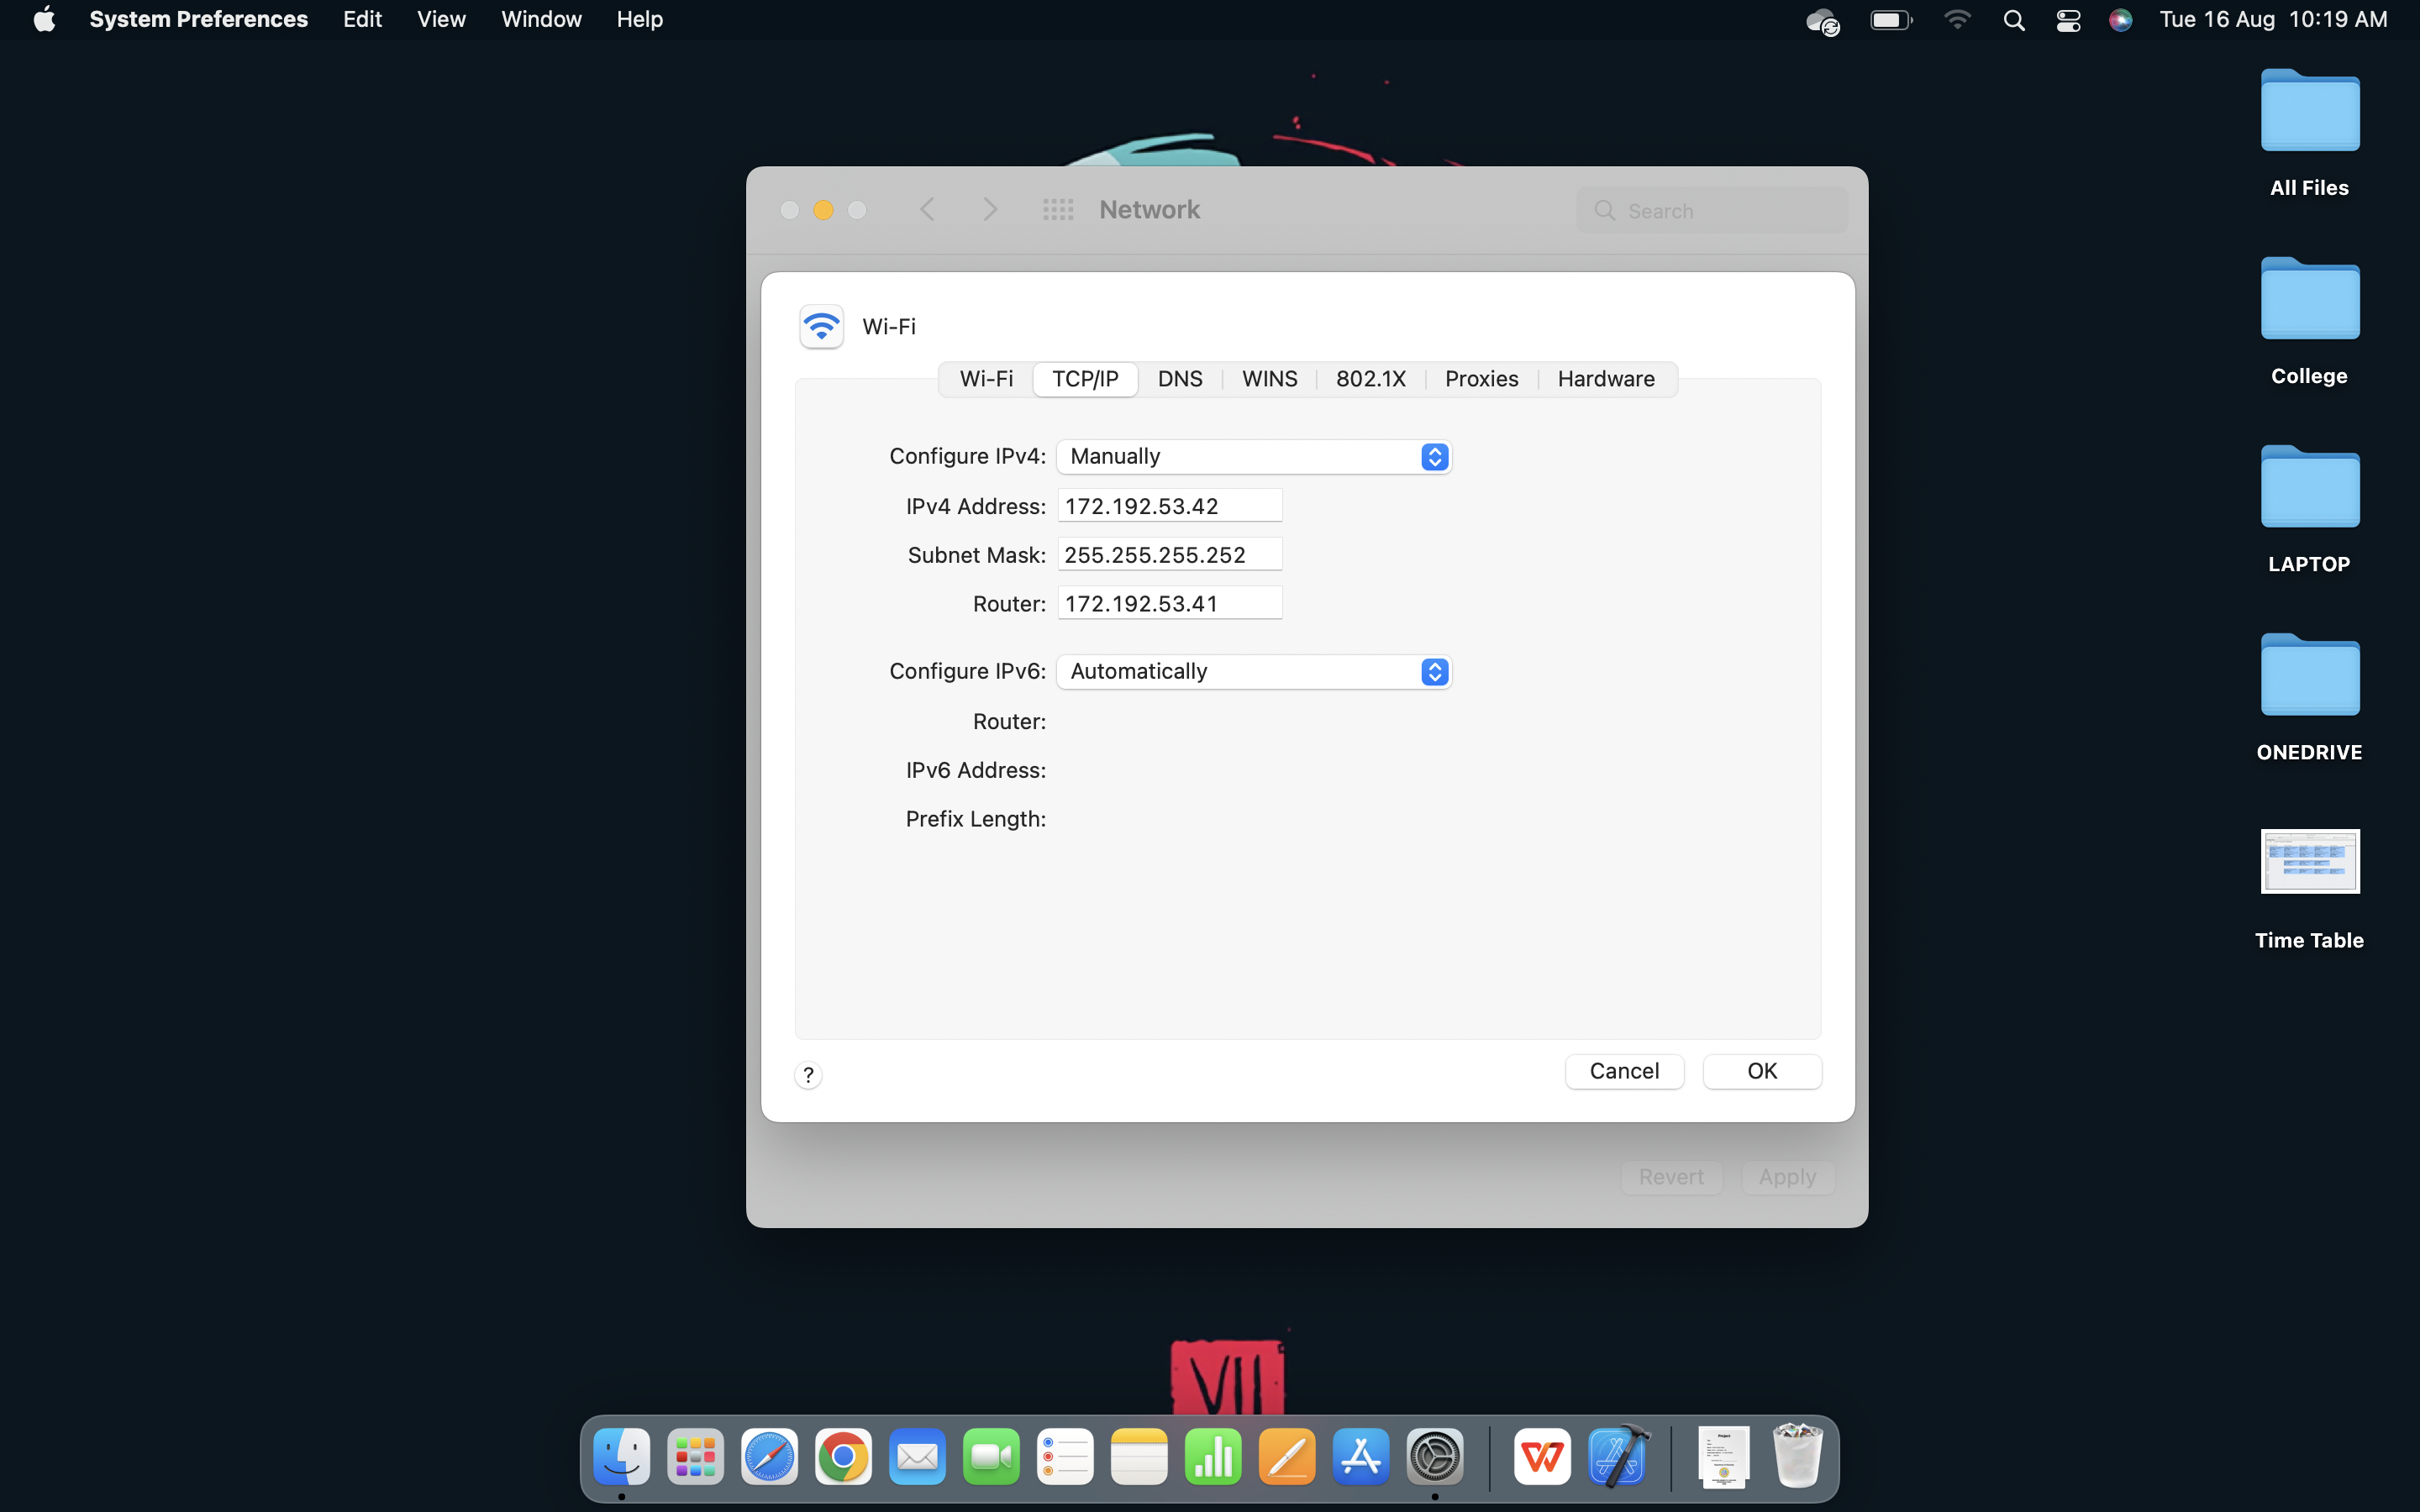 System Preferences Edit View Window Help Tue 16 Aug 10:19 AM
All Files
College
LAPTOP
ONEDRIVE
Time Table
Network Search
Wi-Fi
Wi-Fi TCP/IP DNS WINS 802.1X Proxies Hardware
Configure IPv4: Manually
IPv4 Address: 172.192.53.42
Subnet Mask: 255.255.255.252
Router: 172.192.53.41
Configure IPv6: Automatically
Router:
IPv6 Address:
Prefix Length:
? Cancel OK
Revert Apply
VII
Project